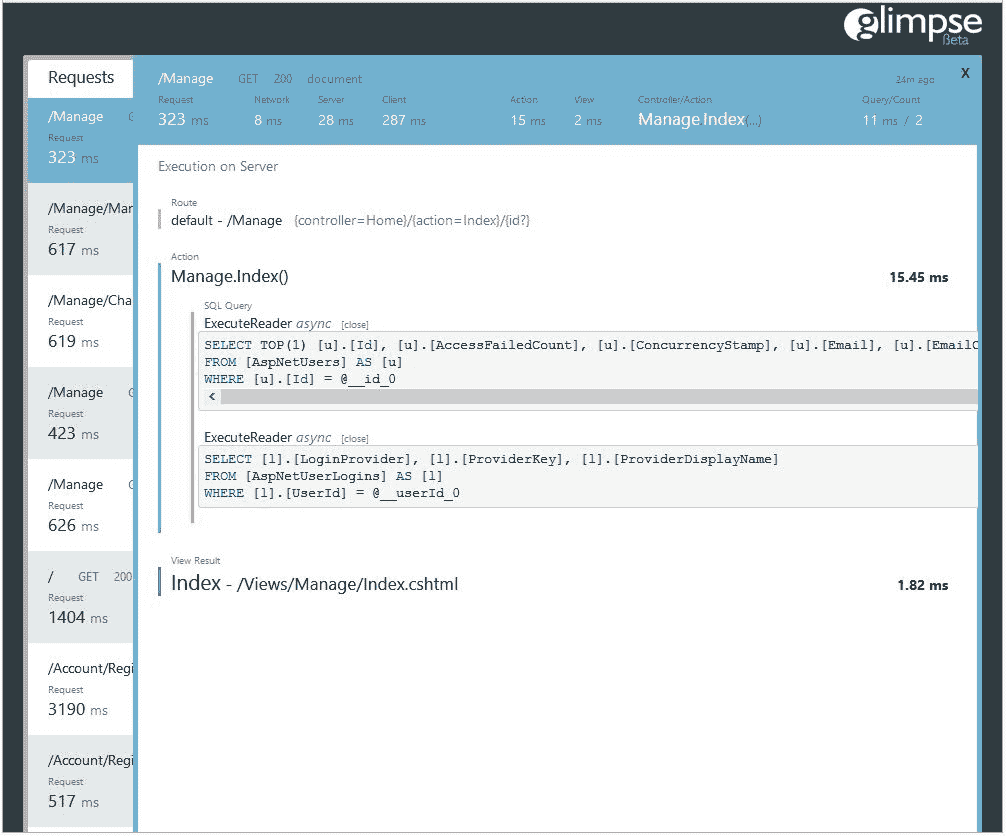 glimpse
Beta
Requests
/Manage GET 200 document 24m ago X
Request Network Server Client Action View Controller/Action Query/Count
323 ms 8 ms 28 ms 287 ms 15 ms 2 ms Manage Index(...) 11 ms / 2
/Manage G
Request
323 ms
/Manage/Mar
Request
617 ms
/Manage/Cha
Request
619 ms
/Manage G
Request
423 ms
/Manage G
Request
626 ms
/ GET 200
Request
1404 ms
/Account/Regi
Request
3190 ms
/Account/Regi
Request
517 ms
Execution on Server
Route
default - /Manage {controller=Home}/{action=Index}/{id?}
Action
Manage.Index() 15.45 ms
SQL Query
ExecuteReader async [close]
SELECT TOP(1) [u].[Id], [u].[AccessFailedCount], [u].[ConcurrencyStamp], [u].[Email], [u].[EmailC
FROM [AspNetUsers] AS [u]
WHERE [u].[Id] = @__id_0
<
ExecuteReader async [close]
SELECT [l].[LoginProvider], [l].[ProviderKey], [l].[ProviderDisplayName]
FROM [AspNetUserLogins] AS [l]
WHERE [l].[UserId] = @__userId_0
View Result
Index - /Views/Manage/Index.cshtml 1.82 ms